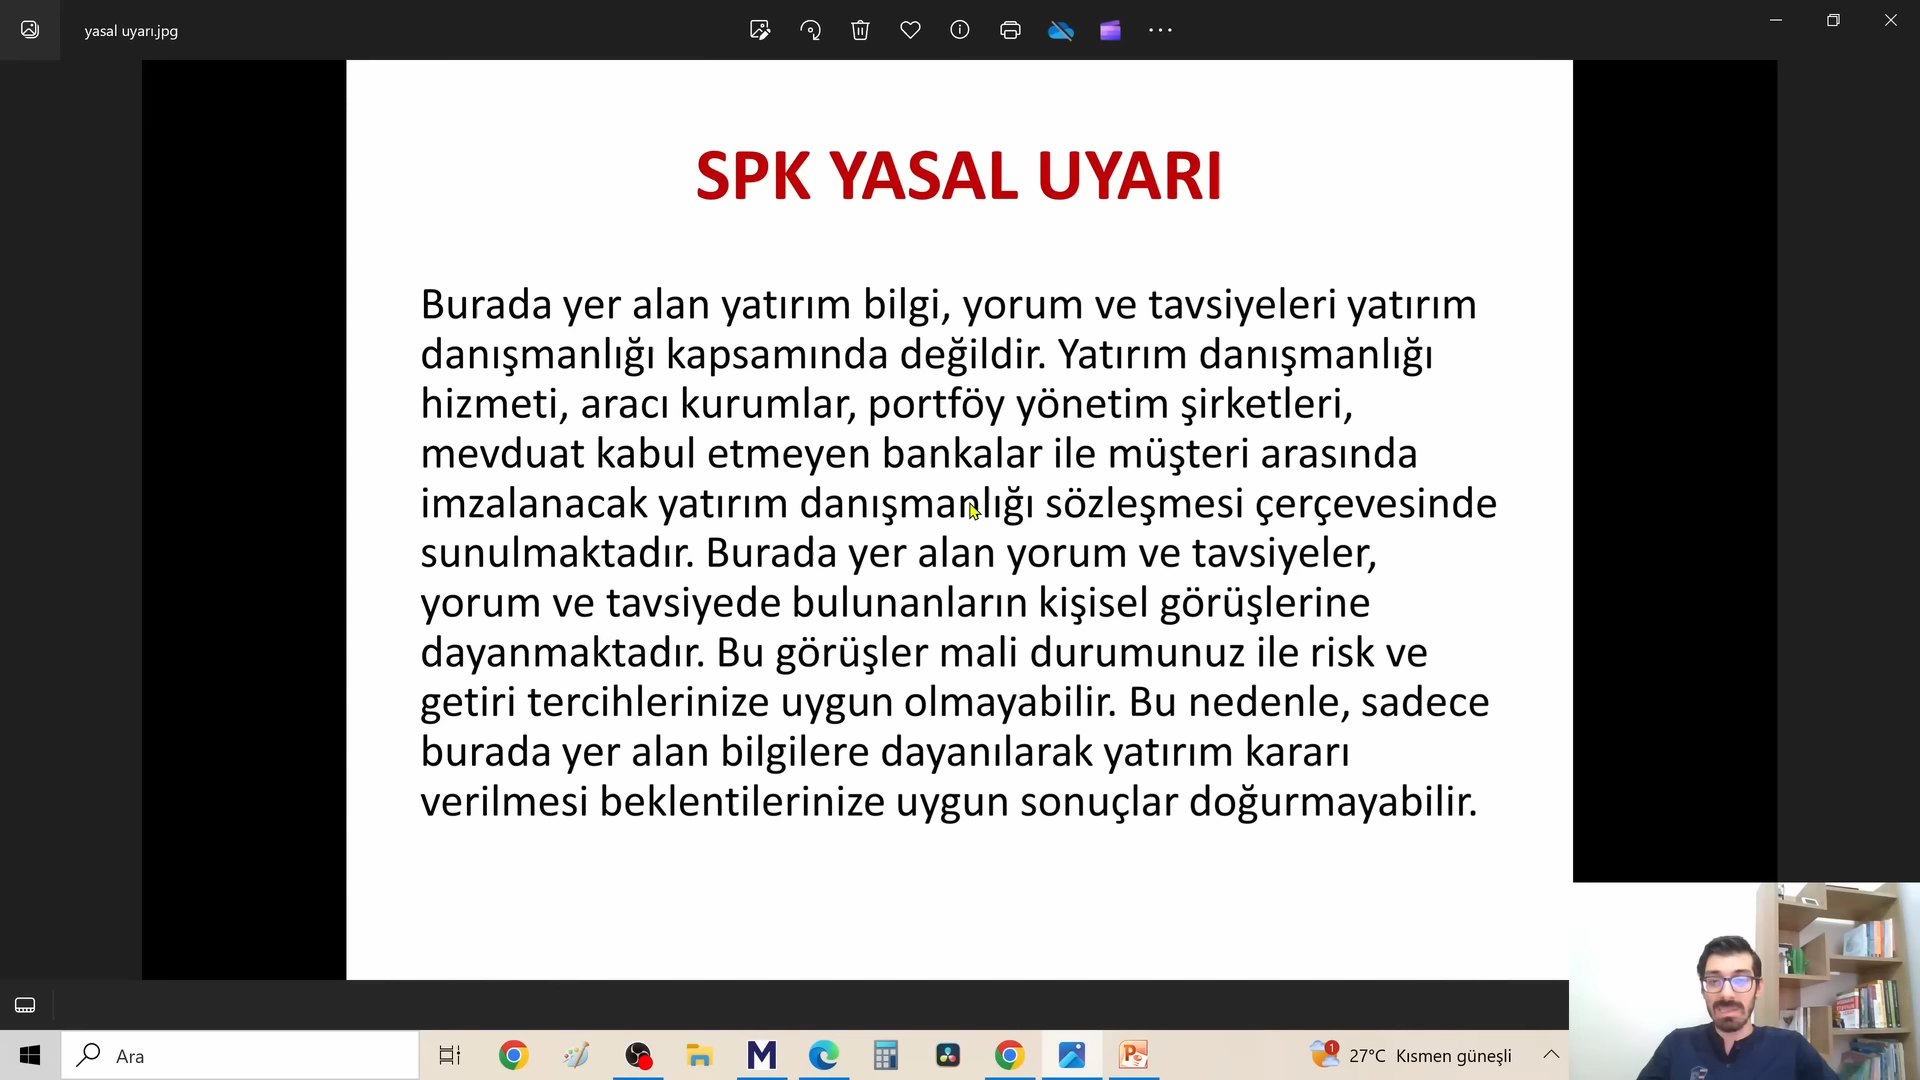 yasal uyarı.jpg
SPK YASAL UYARI
Burada yer alan yatırım bilgi, yorum ve tavsiyeleri yatırım
danışmanlığı kapsamında değildir. Yatırım danışmanlığı
hizmeti, aracı kurumlar, portföy yönetim şirketleri,
mevduat kabul etmeyen bankalar ile müşteri arasında
imzalanacak yatırım danışmanlığı sözleşmesi çerçevesinde
sunulmaktadır. Burada yer alan yorum ve tavsiyeler,
yorum ve tavsiyede bulunanların kişisel görüşlerine
dayanmaktadır. Bu görüşler mali durumunuz ile risk ve
getiri tercihlerinize uygun olmayabilir. Bu nedenle, sadece
burada yer alan bilgilere dayanılarak yatırım kararı
verilmesi beklentilerinize uygun sonuçlar doğurmayabilir.
Ara
1
27°C Kısmen güneşli